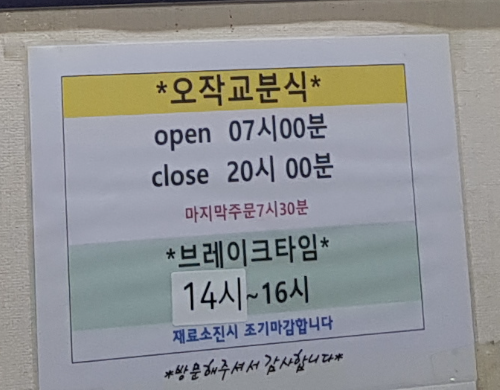 *오작교분식*
open 07시00분
close 20시 00분
마지막주문7시30분
*브레이크타임*
14시~16시
재료소진시 조기마감합니다
*방문해주셔서 감사합니다*